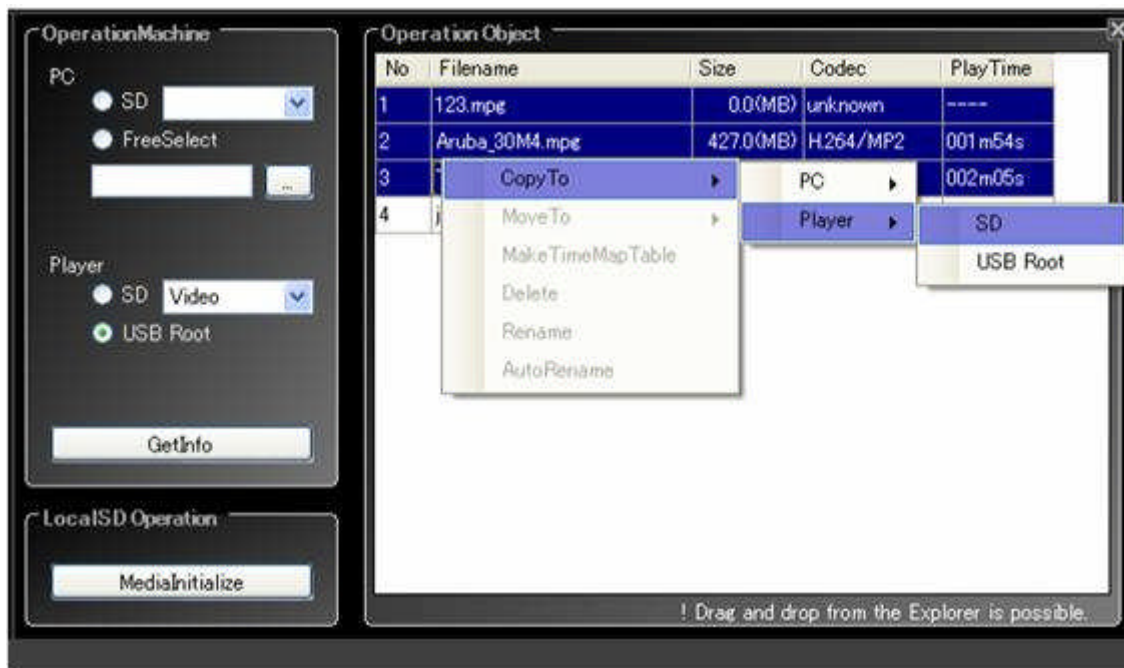 OperationMachine
PC
SD
FreeSelect
...
Player
SD Video
USB Root
GetInfo
LocalSD Operation
MediaInitialize
Operation Object
No Filename Size Codec PlayTime
1 123.mpg 0.0(MB) unknown ----
2 Aruba_30M4.mpg 427.0(MB) H.264/MP2 001m54s
3 002m05s
4 j
CopyTo
MoveTo
MakeTimeMapTable
Delete
Rename
AutoRename
PC
Player
SD
USB Root
! Drag and drop from the Explorer is possible.